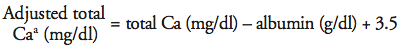 Adjusted total
Caᵃ (mg/dl) = total Ca (mg/dl) – albumin (g/dl) + 3.5